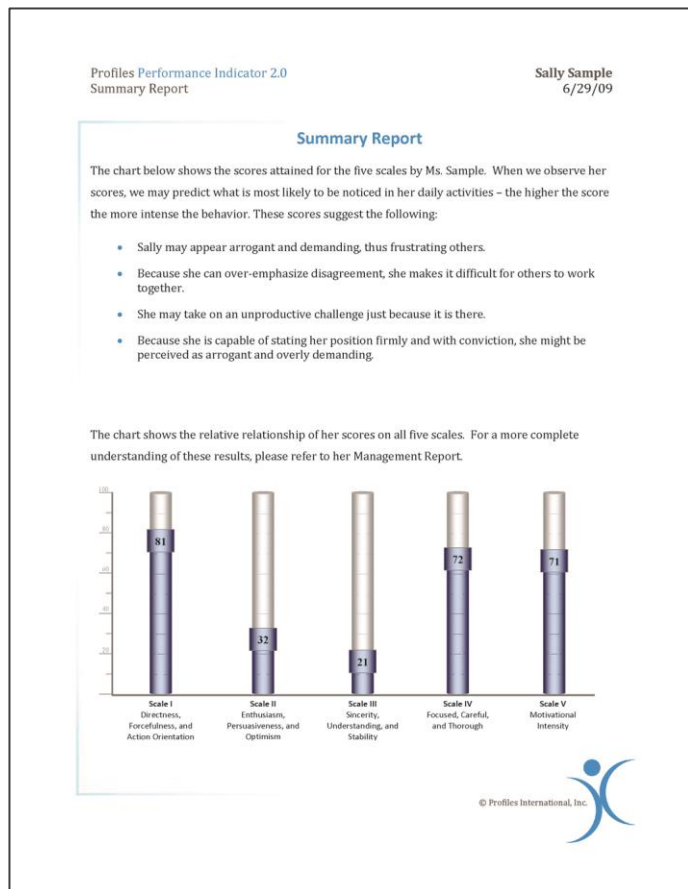 Profiles Performance Indicator 2.0
Summary Report
Sally Sample
6/29/09
Summary Report
The chart below shows the scores attained for the five scales by Ms. Sample. When we observe her
scores, we may predict what is most likely to be noticed in her daily activities – the higher the score
the more intense the behavior. These scores suggest the following:
• Sally may appear arrogant and demanding, thus frustrating others.
• Because she can over-emphasize disagreement, she makes it difficult for others to work
together.
• She may take on an unproductive challenge just because it is there.
• Because she is capable of stating her position firmly and with conviction, she might be
perceived as arrogant and overly demanding.
The chart shows the relative relationship of her scores on all five scales. For a more complete
understanding of these results, please refer to her Management Report.
100
80
60
40
20
81
32
21
72
71
Scale I
Directness,
Forcefulness, and
Action Orientation
Scale II
Enthusiasm,
Persuasiveness, and
Optimism
Scale III
Sincerity,
Understanding, and
Stability
Scale IV
Focused, Careful,
and Thorough
Scale V
Motivational
Intensity
© Profiles International, Inc.